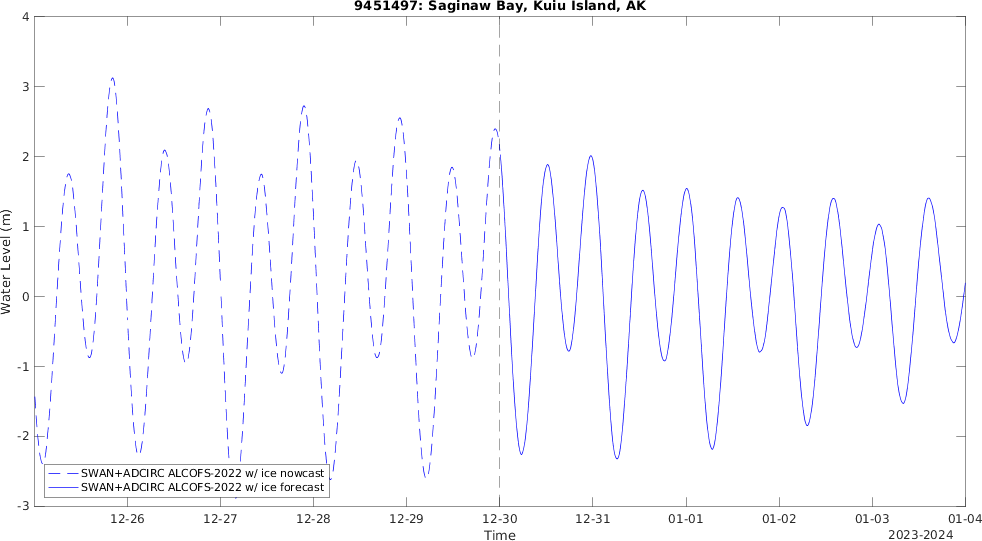 9451497: Saginaw Bay, Kuiu Island, AK
Water Level (m)
4
3
2
1
0
-1
-2
-3
SWAN+ADCIRC ALCOFS-2022 w/ ice nowcast
SWAN+ADCIRC ALCOFS-2022 w/ ice forecast
12-26 12-27 12-28 12-29 12-30 12-31 01-01 01-02 01-03 01-04
Time
2023-2024